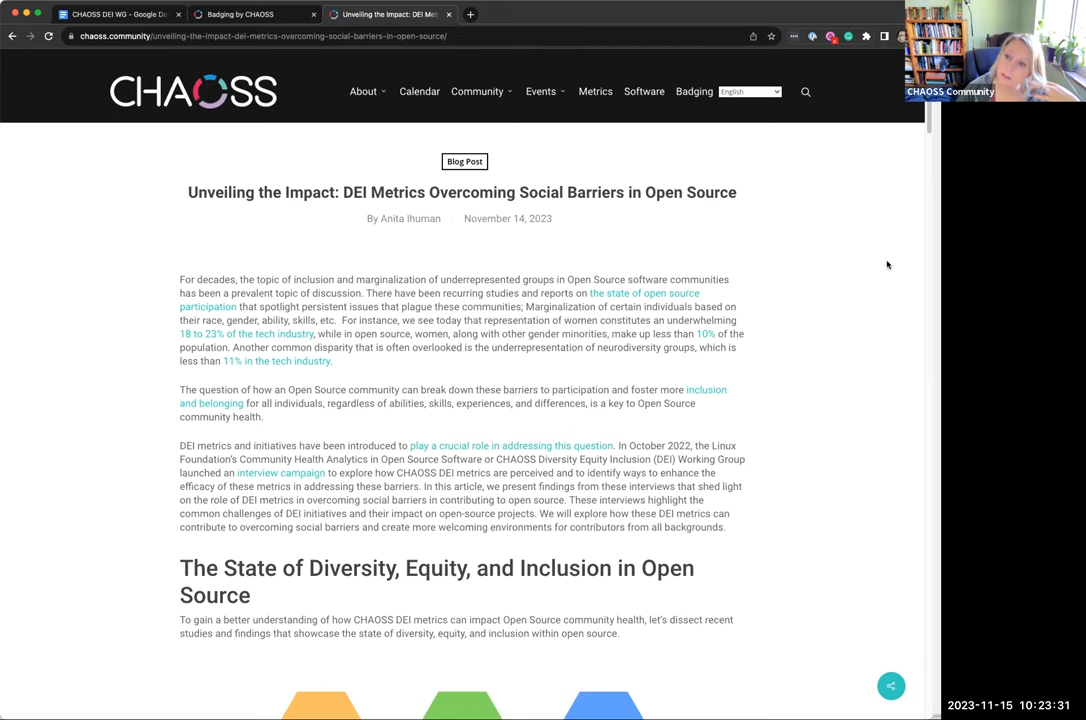 CHAOSS DEI WG - Google Do
Badging by CHAOSS
Unveiling the Impact: DEI Met
chaoss.community/unveiling-the-impact-dei-metrics-overcoming-social-barriers-in-open-source/
CHAOSS Community
CHAOSS
About
Calendar
Community
Events
Metrics
Software
Badging
English
Blog Post
Unveiling the Impact: DEI Metrics Overcoming Social Barriers in Open Source
By Anita Ihuman
November 14, 2023
For decades, the topic of inclusion and marginalization of underrepresented groups in Open Source software communities
has been a prevalent topic of discussion. There have been recurring studies and reports on the state of open source
participation that spotlight persistent issues that plague these communities; Marginalization of certain individuals based on
their race, gender, ability, skills, etc. For instance, we see today that representation of women constitutes an underwhelming
18 to 23% of the tech industry, while in open source, women, along with other gender minorities, make up less than 10% of the
population. Another common disparity that is often overlooked is the underrepresentation of neurodiversity groups, which is
less than 11% in the tech industry.
The question of how an Open Source community can break down these barriers to participation and foster more inclusion
and belonging for all individuals, regardless of abilities, skills, experiences, and differences, is a key to Open Source
community health.
DEI metrics and initiatives have been introduced to play a crucial role in addressing this question. In October 2022, the Linux
Foundation's Community Health Analytics in Open Source Software or CHAOSS Diversity Equity Inclusion (DEI) Working Group
launched an interview campaign to explore how CHAOSS DEI metrics are perceived and to identify ways to enhance the
efficacy of these metrics in addressing these barriers. In this article, we present findings from these interviews that shed light
on the role of DEI metrics in overcoming social barriers in contributing to open source. These interviews highlight the
common challenges of DEI initiatives and their impact on open-source projects. We will explore how these DEI metrics can
contribute to overcoming social barriers and create more welcoming environments for contributors from all backgrounds.
The State of Diversity, Equity, and Inclusion in Open
Source
To gain a better understanding of how CHAOSS DEI metrics can impact Open Source community health, let's dissect recent
studies and findings that showcase the state of diversity, equity, and inclusion within open source.
2023-11-15 10:23:31